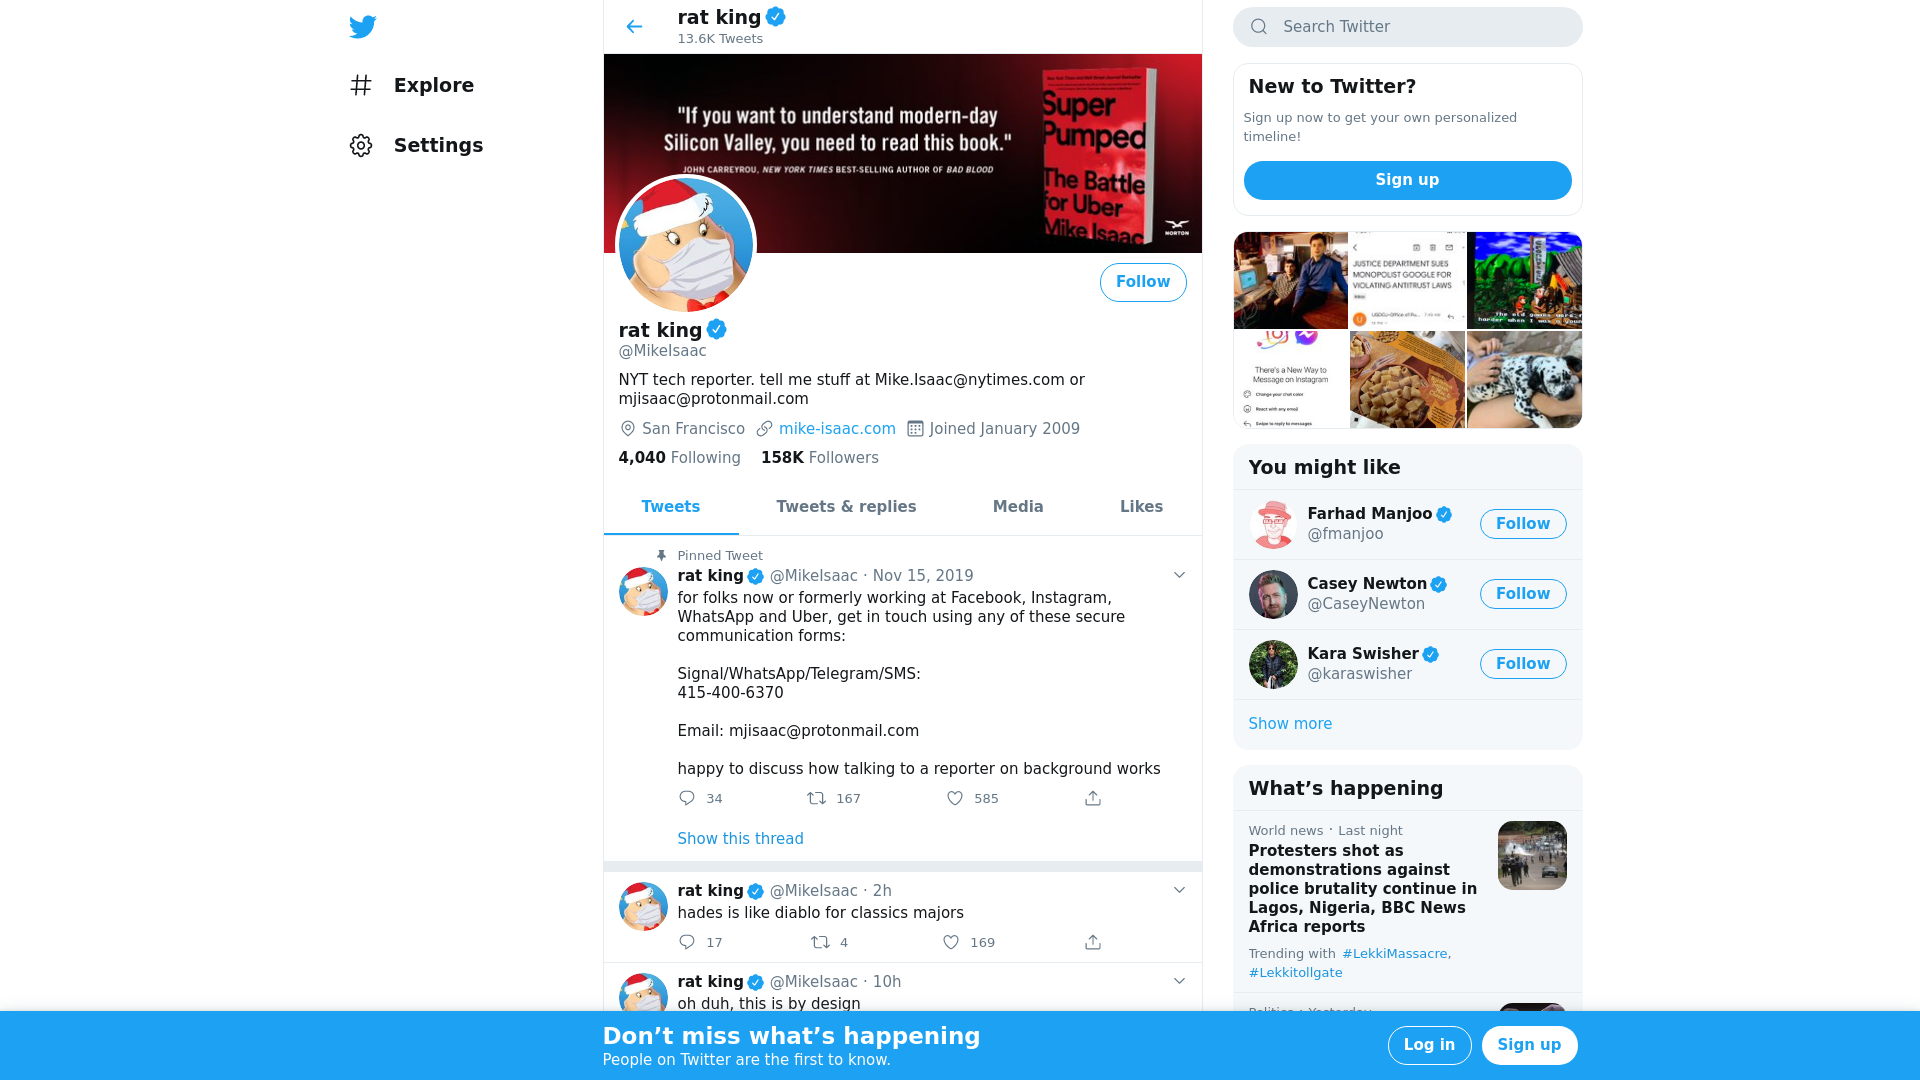 Explore
Settings
rat king
13.6K Tweets
"If you want to understand modern-day
Silicon Valley, you need to read this book."
JOHN CARREYROU, NEW YORK TIMES BEST-SELLING AUTHOR OF BAD BLOOD
Super
Pumped
The Battle
for Uber
Mike Isaac
NORTON
Follow
rat king
@MikeIsaac
NYT tech reporter. tell me stuff at Mike.Isaac@nytimes.com or
mjisaac@protonmail.com
San Francisco mike-isaac.com Joined January 2009
4,040 Following 158K Followers
Tweets Tweets & replies Media Likes
Pinned Tweet
rat king @MikeIsaac · Nov 15, 2019
for folks now or formerly working at Facebook, Instagram,
WhatsApp and Uber, get in touch using any of these secure
communication forms:
Signal/WhatsApp/Telegram/SMS:
415-400-6370
Email: mjisaac@protonmail.com
happy to discuss how talking to a reporter on background works
34 167 585
Show this thread
rat king @MikeIsaac · 2h
hades is like diablo for classics majors
17 4 169
rat king @MikeIsaac · 10h
oh duh, this is by design
Search Twitter
New to Twitter?
Sign up now to get your own personalized
timeline!
Sign up
JUSTICE DEPARTMENT SUES
MONOPOLIST GOOGLE FOR
VIOLATING ANTITRUST LAWS
There's a New Way to
Message on Instagram
Change your chat color
React with any emoji
Swipe to reply to messages
You might like
Farhad Manjoo
@fmanjoo
Follow
Casey Newton
@CaseyNewton
Follow
Kara Swisher
@karaswisher
Follow
Show more
What’s happening
World news · Last night
Protesters shot as
demonstrations against
police brutality continue in
Lagos, Nigeria, BBC News
Africa reports
Trending with #LekkiMassacre,
#Lekkitollgate
Don’t miss what’s happening
People on Twitter are the first to know.
Log in
Sign up